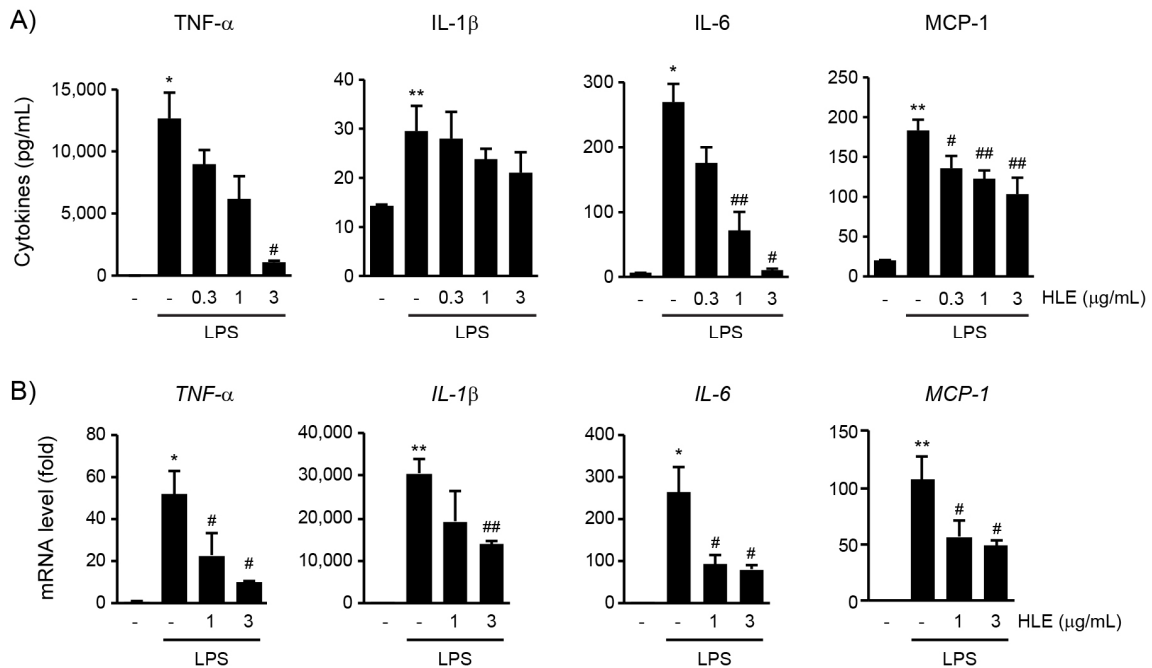 A)
TNF-α
IL-1β
IL-6
MCP-1
Cytokines (pg/mL)
15,000
10,000
5,000
0
*
#
- - 0.3 1 3
LPS
40
30
20
10
0
**
- - 0.3 1 3
LPS
300
200
100
0
*
##
#
- - 0.3 1 3
LPS
250
200
150
100
50
0
**
#
##
##
- - 0.3 1 3 HLE (μg/mL)
LPS
B)
TNF-α
IL-1β
IL-6
MCP-1
mRNA level (fold)
80
60
40
20
0
*
#
#
- - 1 3
LPS
40,000
30,000
20,000
10,000
0
**
##
- - 1 3
LPS
400
300
200
100
0
*
#
#
- - 1 3
LPS
150
100
50
0
**
#
#
- - 1 3 HLE (μg/mL)
LPS